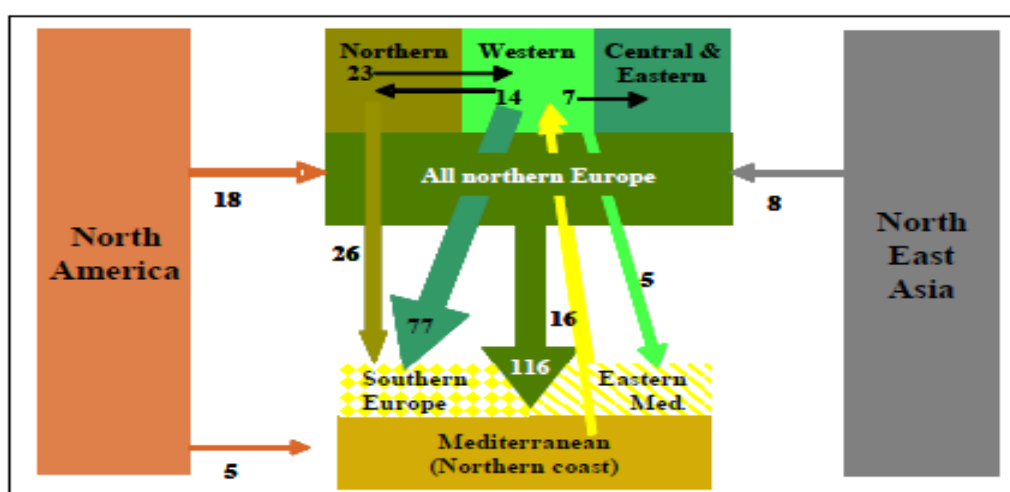 Northern Western Central &
Eastern
23
14 7
All northern Europe
18
8
North
America
North
East
Asia
26
5
77
16
116
Southern
Europe
Eastern
Med.
Mediterranean
(Northern coast)
5